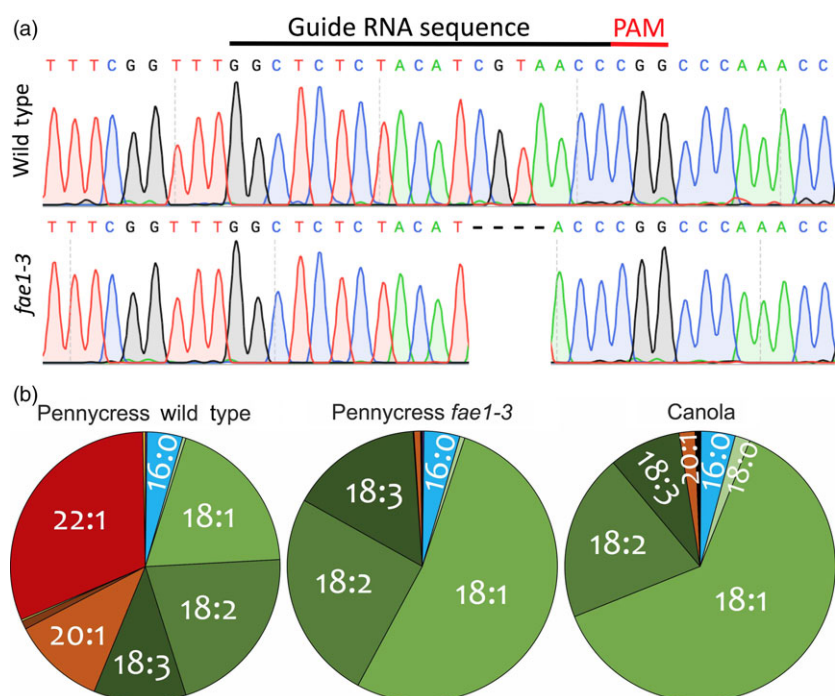 (a)
Guide RNA sequence PAM
Wild type
T T T C G G T T T G G C T C T C T A C A T C G T A A C C C G G C C C A A A C C
fae1-3
T T T C G G T T T G G C T C T C T A C A T - - - - A C C C G G C C C A A A C C
(b)
Pennycress wild type
22:1
16:0
18:1
18:2
18:3
20:1
Pennycress fae1-3
16:0
18:3
18:2
18:1
Canola
20:1
16:0
18:0
18:3
18:2
18:1